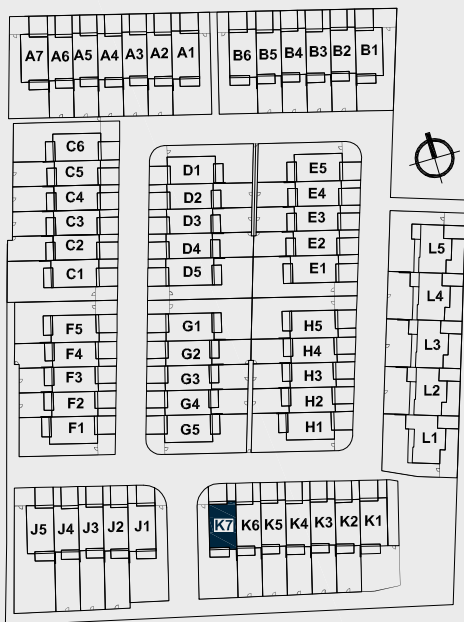 A7 A6 A5 A4 A3 A2 A1
B6 B5 B4 B3 B2 B1
C6
C5
C4
C3
C2
C1
D1
D2
D3
D4
D5
E5
E4
E3
E2
E1
F5
F4
F3
F2
F1
G1
G2
G3
G4
G5
H5
H4
H3
H2
H1
L5
L4
L3
L2
L1
J5 J4 J3 J2 J1
K7 K6 K5 K4 K3 K2 K1